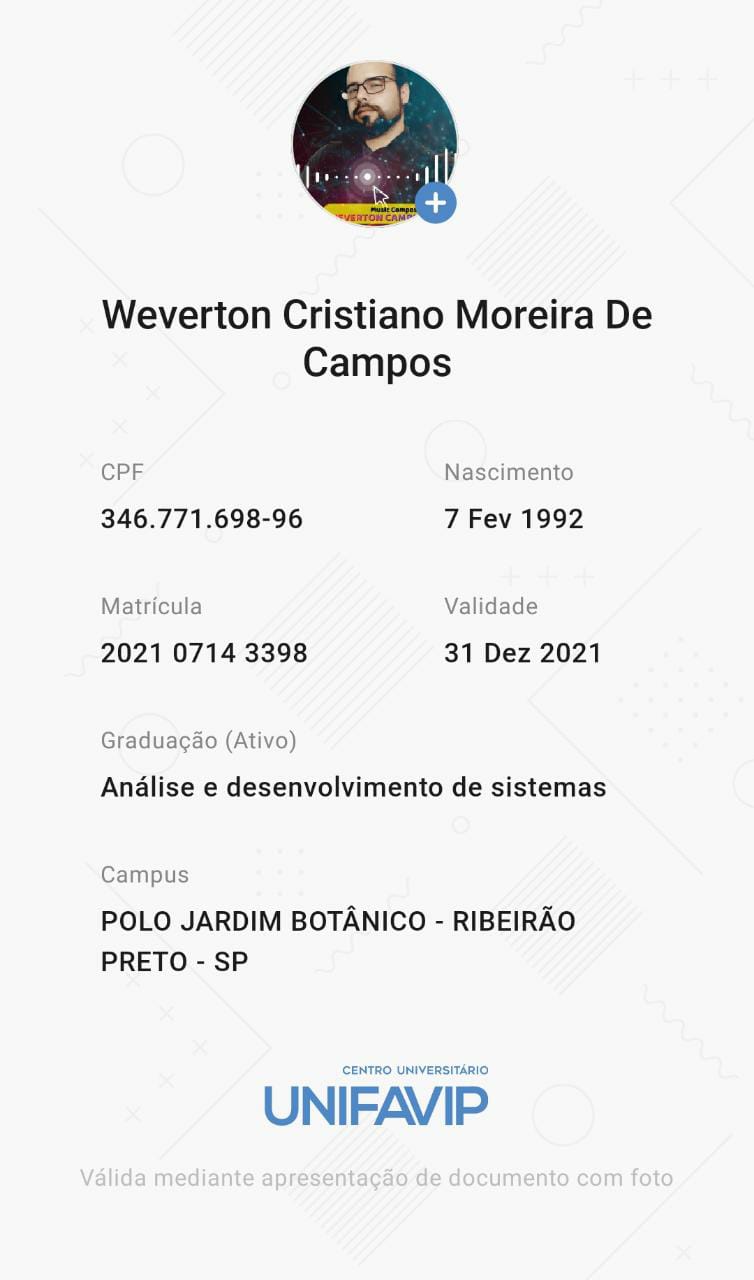 Music Compos
WEVERTON CAMP
Weverton Cristiano Moreira De
Campos
CPF
346.771.698-96
Nascimento
7 Fev 1992
Matrícula
2021 0714 3398
Validade
31 Dez 2021
Graduação (Ativo)
Análise e desenvolvimento de sistemas
Campus
POLO JARDIM BOTÂNICO - RIBEIRÃO
PRETO - SP
CENTRO UNIVERSITÁRIO
UNIFAVIP
Válida mediante apresentação de documento com foto